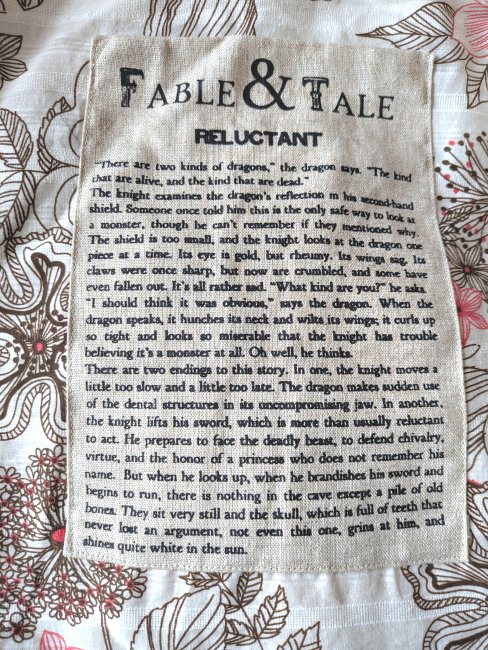 FABLE & TALE
RELUCTANT
"There are two kinds of dragons," the dragon says. "The kind
that are alive, and the kind that are dead."
The knight examines the dragon's reflection in his second-hand
shield. Someone once told him this is the only safe way to look at
a monster, though he can't remember if they mentioned why.
The shield is too small, and the knight looks at the dragon one
piece at a time. Its eye is gold, but rheumy. Its wings sag. Its
claws were once sharp, but now are crumbled, and some have
even fallen out. It's all rather sad. "What kind are you?" he asks.
"I should think it was obvious," says the dragon. When the
dragon speaks, it hunches its neck and wilts its wings; it curls up
so tight and looks so miserable that the knight has trouble
believing it's a monster at all. Oh well, he thinks.
There are two endings to this story. In one, the knight moves a
little too slow and a little too late. The dragon makes sudden use
of the dental structures in its uncompromising jaw. In another,
the knight lifts his sword, which is more than usually reluctant
to act. He prepares to face the deadly beast, to defend chivalry,
virtue, and the honor of a princess who does not remember his
name. But when he looks up, when he brandishes his sword and
begins to run, there is nothing in the cave except a pile of old
bones. They sit very still and the skull, which is full of teeth that
never lost an argument, not even this one, grins at him, and
shines quite white in the sun.